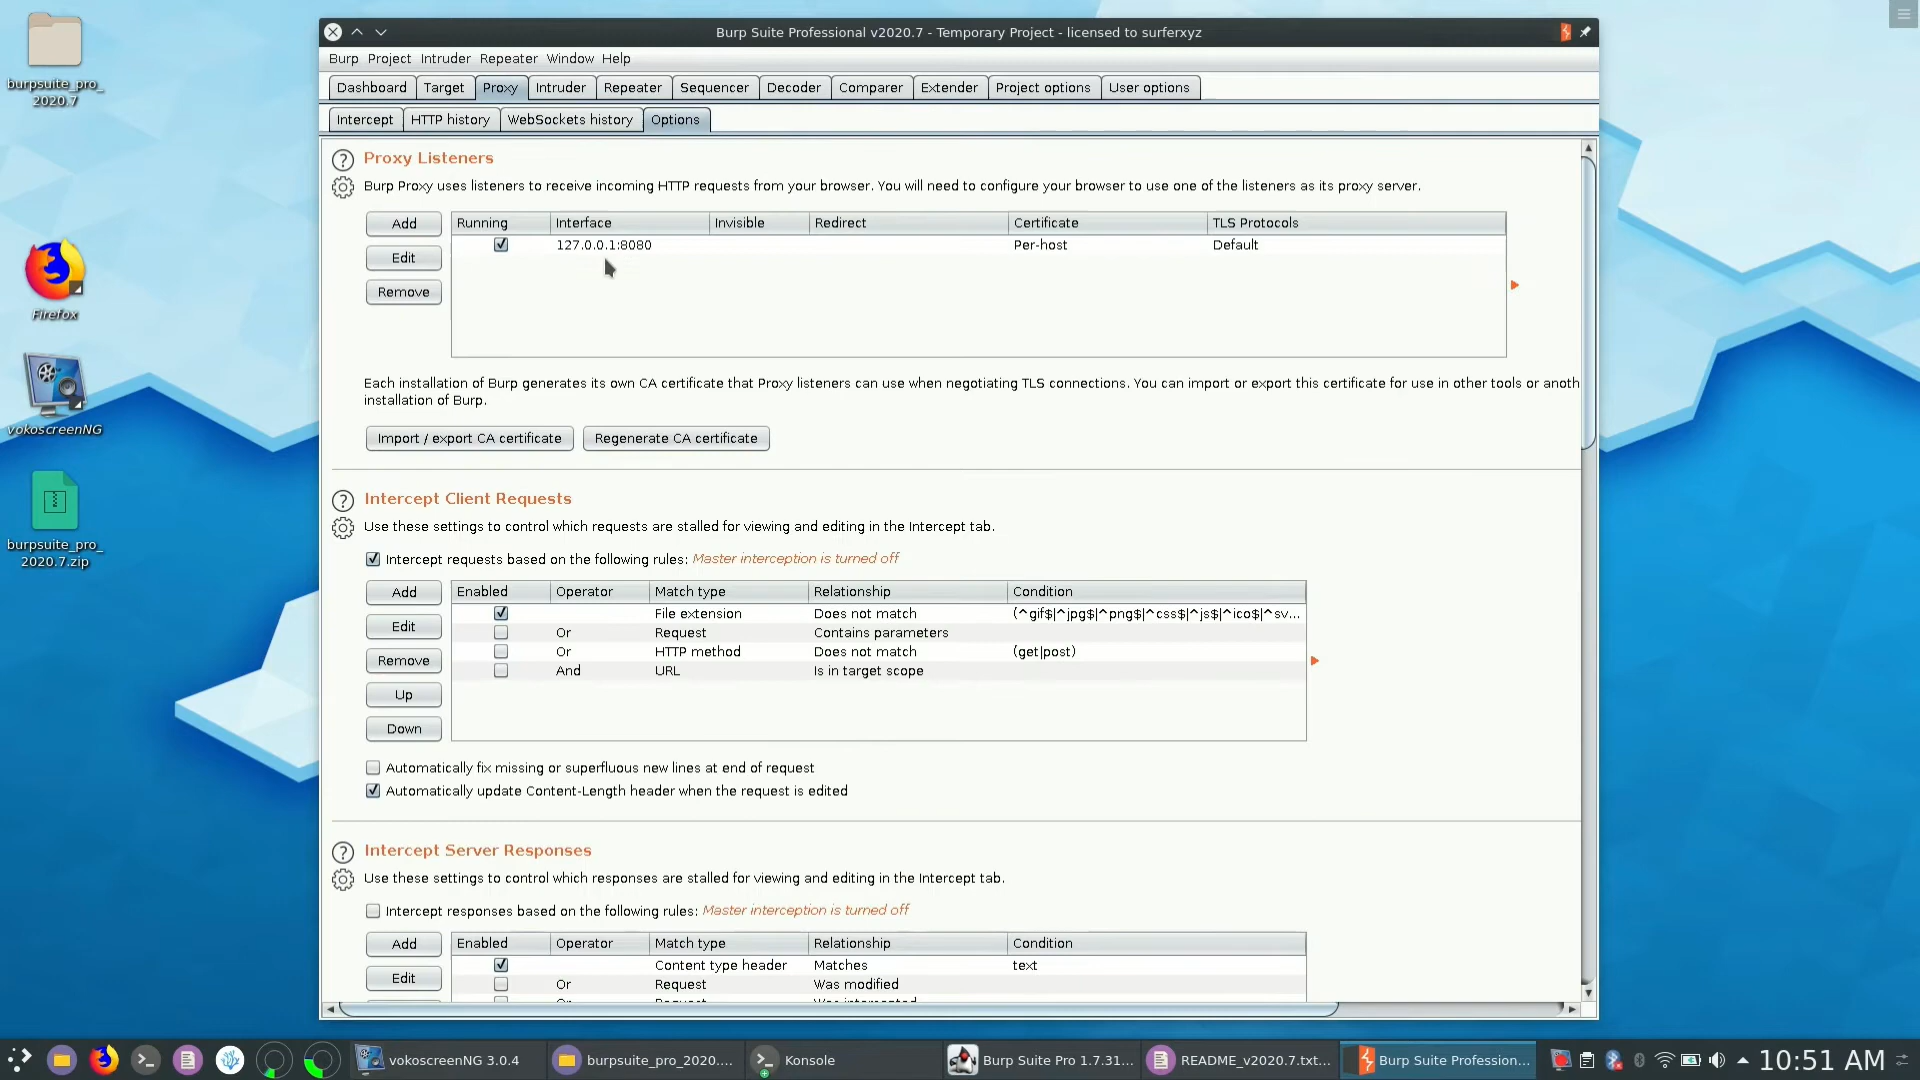 burpsuite_pro_
2020.7
Firefox
vokoscreenNG
burpsuite_pro_
2020.7.zip
Burp Suite Professional v2020.7 - Temporary Project - licensed to surferxyz
Burp Project Intruder Repeater Window Help
Dashboard Target Proxy Intruder Repeater Sequencer Decoder Comparer Extender Project options User options
Intercept HTTP history WebSockets history Options
? Proxy Listeners
Burp Proxy uses listeners to receive incoming HTTP requests from your browser. You will need to configure your browser to use one of the listeners as its proxy server.
Add Running Interface Invisible Redirect Certificate TLS Protocols
127.0.0.1:8080 Per-host Default
Edit
Remove
Each installation of Burp generates its own CA certificate that Proxy listeners can use when negotiating TLS connections. You can import or export this certificate for use in other tools or anoth
installation of Burp.
Import / export CA certificate Regenerate CA certificate
? Intercept Client Requests
Use these settings to control which requests are stalled for viewing and editing in the Intercept tab.
Intercept requests based on the following rules: Master interception is turned off
Add Enabled Operator Match type Relationship Condition
File extension Does not match (^gif$|^jpg$|^png$|^css$|^js$|^ico$|^sv...
Edit Or Request Contains parameters
Or HTTP method Does not match (get|post)
Remove And URL Is in target scope
Up
Down
Automatically fix missing or superfluous new lines at end of request
Automatically update Content-Length header when the request is edited
? Intercept Server Responses
Use these settings to control which responses are stalled for viewing and editing in the Intercept tab.
Intercept responses based on the following rules: Master interception is turned off
Add Enabled Operator Match type Relationship Condition
Content type header Matches text
Edit Or Request Was modified
Or Request Was intercepted
vokoscreenNG 3.0.4 burpsuite_pro_2020.... Konsole Burp Suite Pro 1.7.31... README_v2020.7.txt... Burp Suite Profession... 10:51 AM